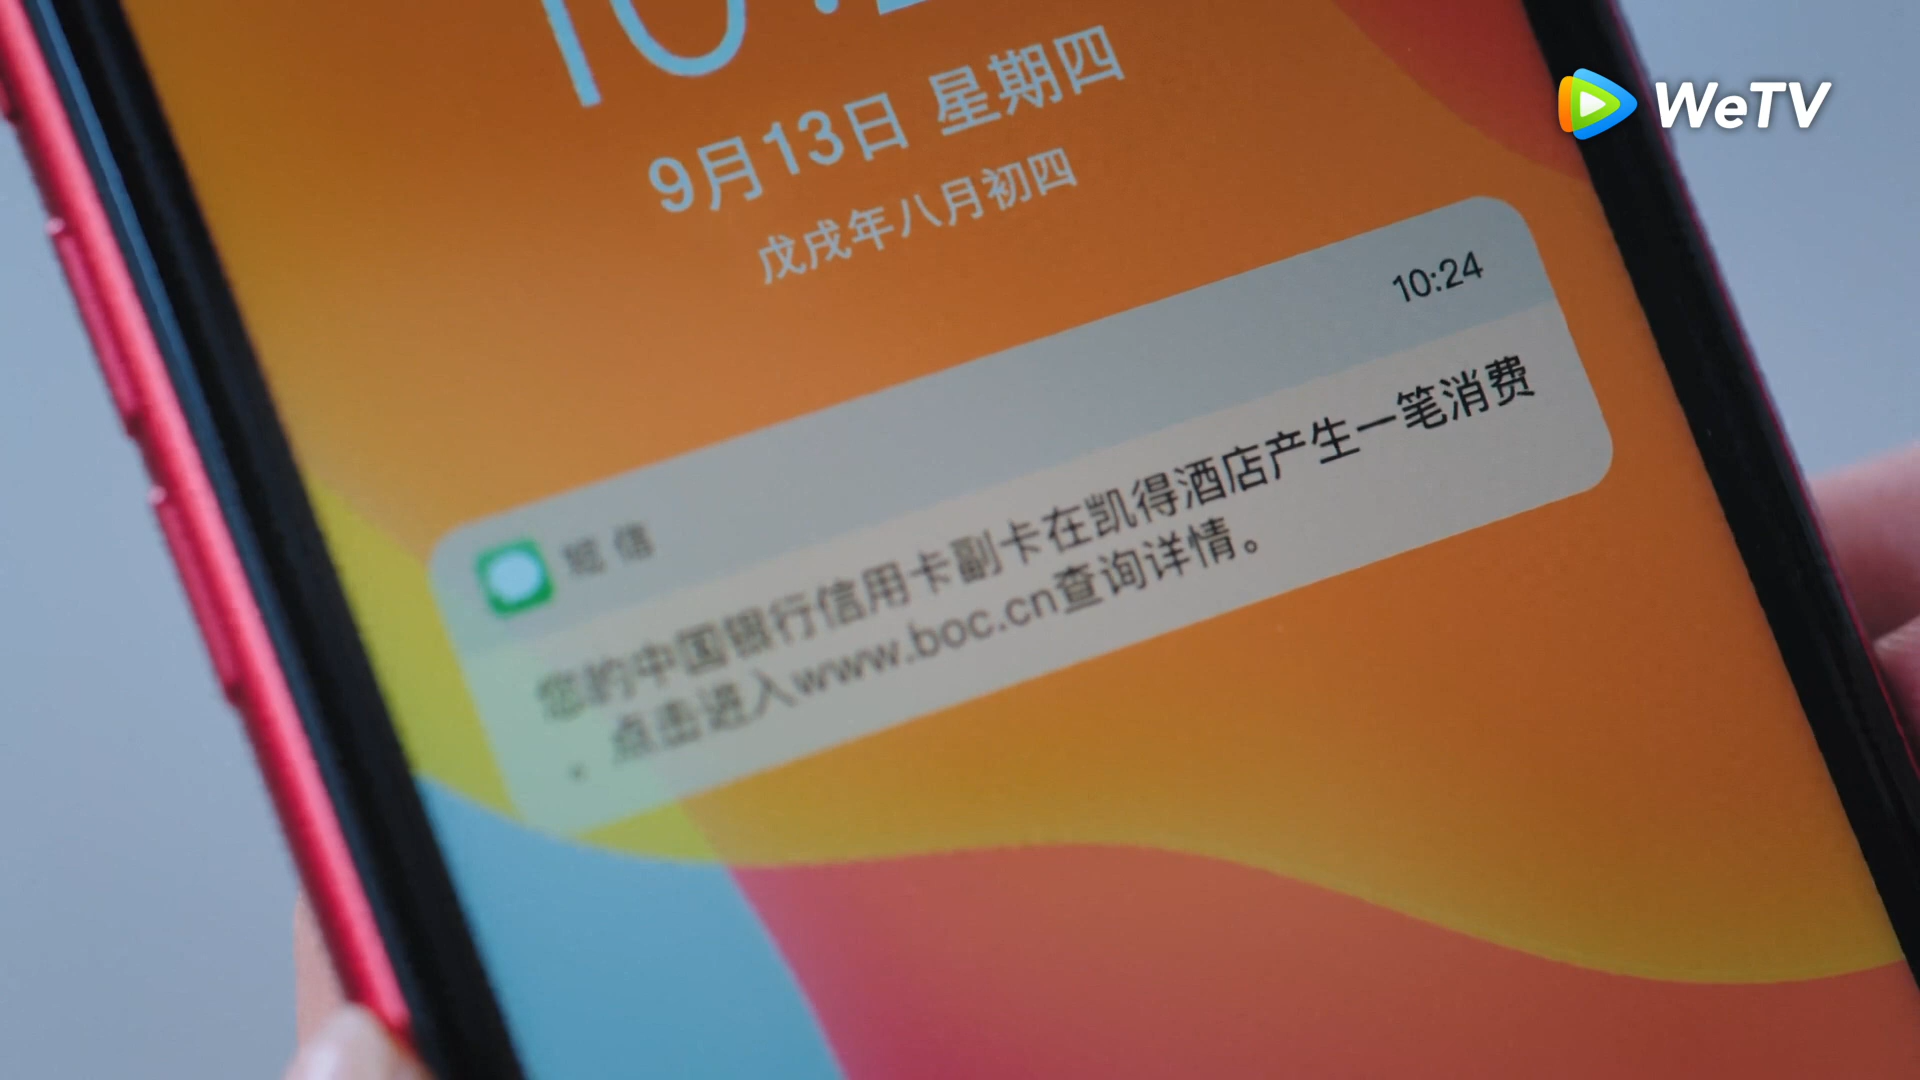 WeTV
9月13日 星期四
戊戌年八月初四
10:24
短信
您的中国银行信用卡副卡在凯得酒店产生一笔消费
。点击进入www.boc.cn查询详情。